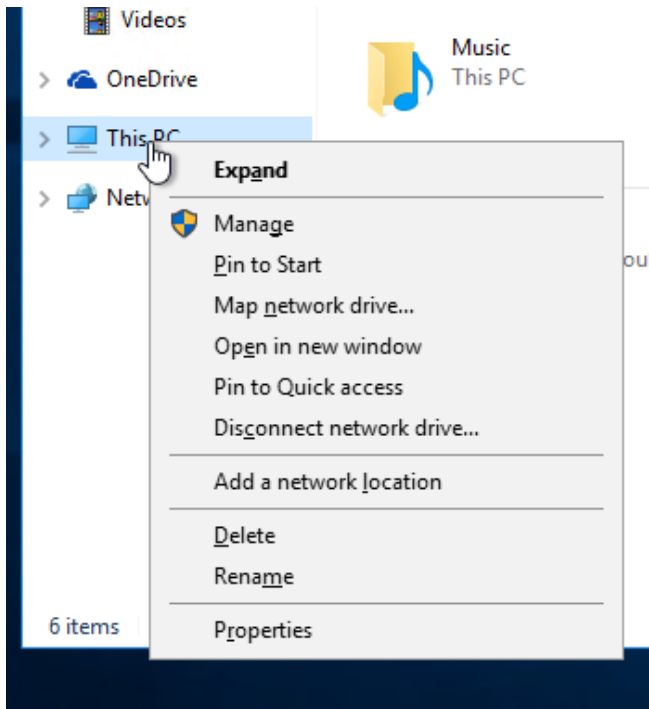 Videos
OneDrive
This PC
Music
This PC
Expand
Manage
Pin to Start
Map network drive...
Open in new window
Pin to Quick access
Disconnect network drive...
Add a network location
Delete
Rename
Properties
6 items